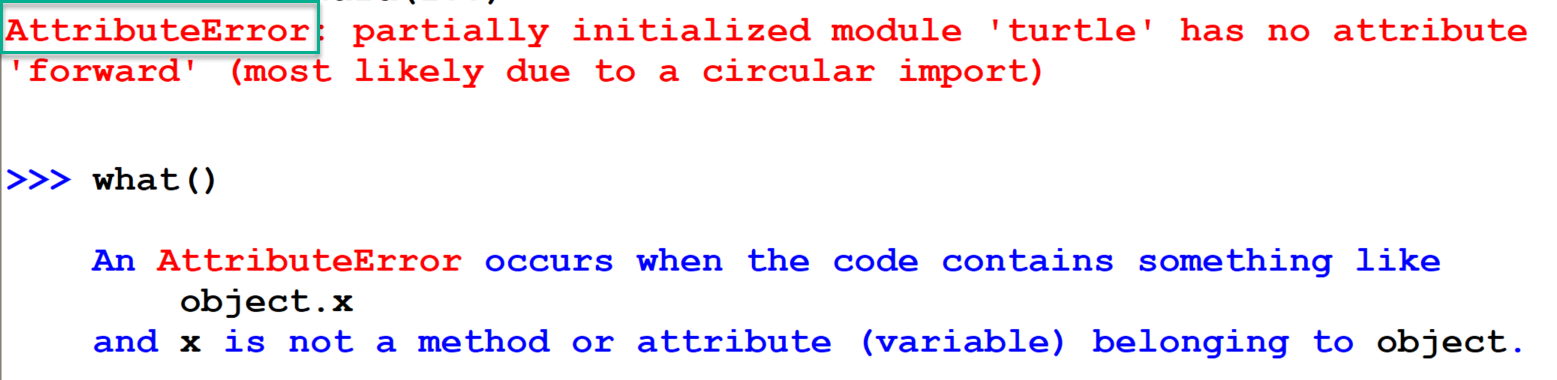 AttributeError: partially initialized module 'turtle' has no attribute
'forward' (most likely due to a circular import)
>>> what()
An AttributeError occurs when the code contains something like
object.x
and x is not a method or attribute (variable) belonging to object.